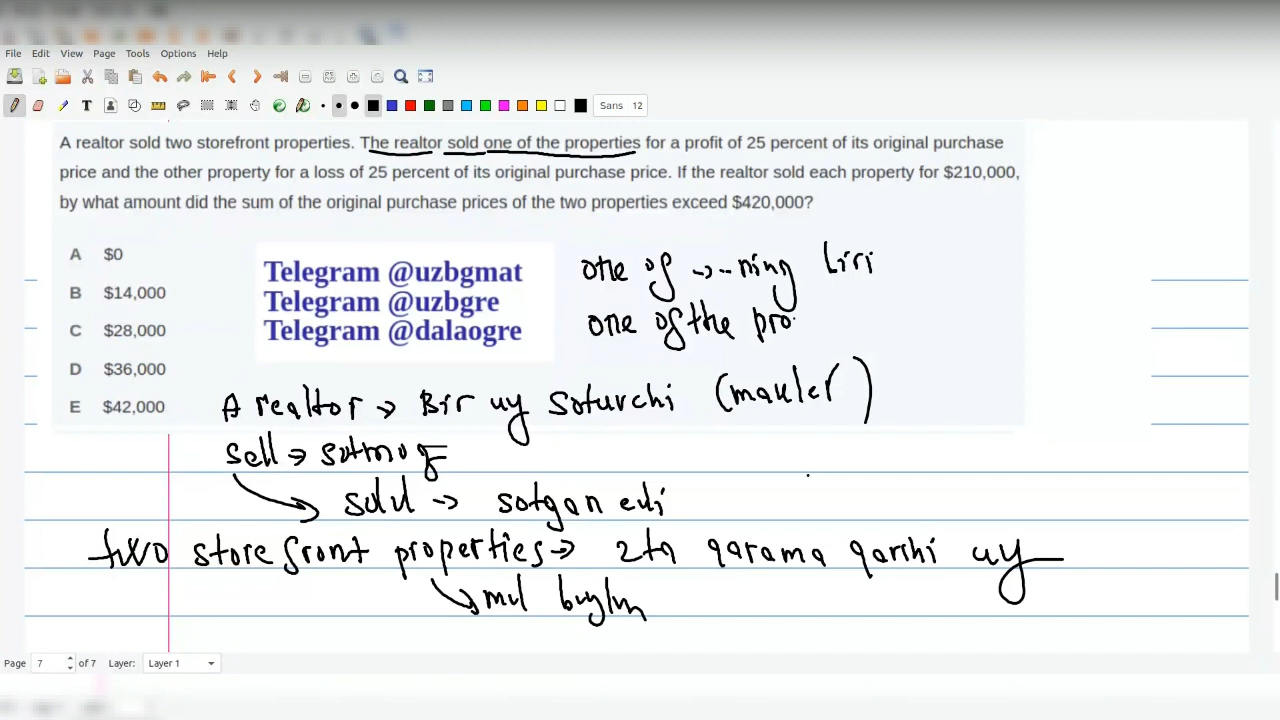 File Edit View Page Tools Options Help
Sans 12
A realtor sold two storefront properties. The realtor sold one of the properties for a profit of 25 percent of its original purchase
price and the other property for a loss of 25 percent of its original purchase price. If the realtor sold each property for $210,000,
by what amount did the sum of the original purchase prices of the two properties exceed $420,000?
A $0
B $14,000
C $28,000
D $36,000
E $42,000
Telegram @uzbgmat
Telegram @uzbgre
Telegram @dalaogre
one of → ..ning biri
one of the pro
A realtor → Bir uy soturchi (makler)
sell → sotmoq
sold → sotgan edi
two storefront properties → 2ta qarama qarshi uy
mul
Page 7 of 7 Layer: Layer 1